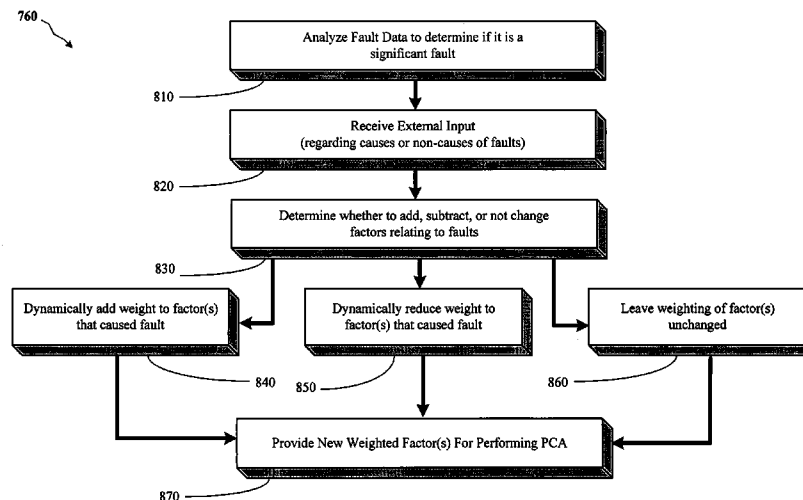 760
Analyze Fault Data to determine if it is a
significant fault
810
Receive External Input
(regarding causes or non-causes of faults)
820
Determine whether to add, subtract, or not change
factors relating to faults
830
Dynamically add weight to factor(s)
that caused fault
840
Dynamically reduce weight to
factor(s) that caused fault
850
Leave weighting of factor(s)
unchanged
860
Provide New Weighted Factor(s) For Performing PCA
870